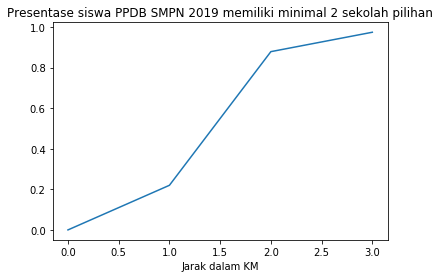 Presentase siswa PPDB SMPN 2019 memiliki minimal 2 sekolah pilihan
1.0
0.8
0.6
0.4
0.2
0.0
0.0 0.5 1.0 1.5 2.0 2.5 3.0
Jarak dalam KM